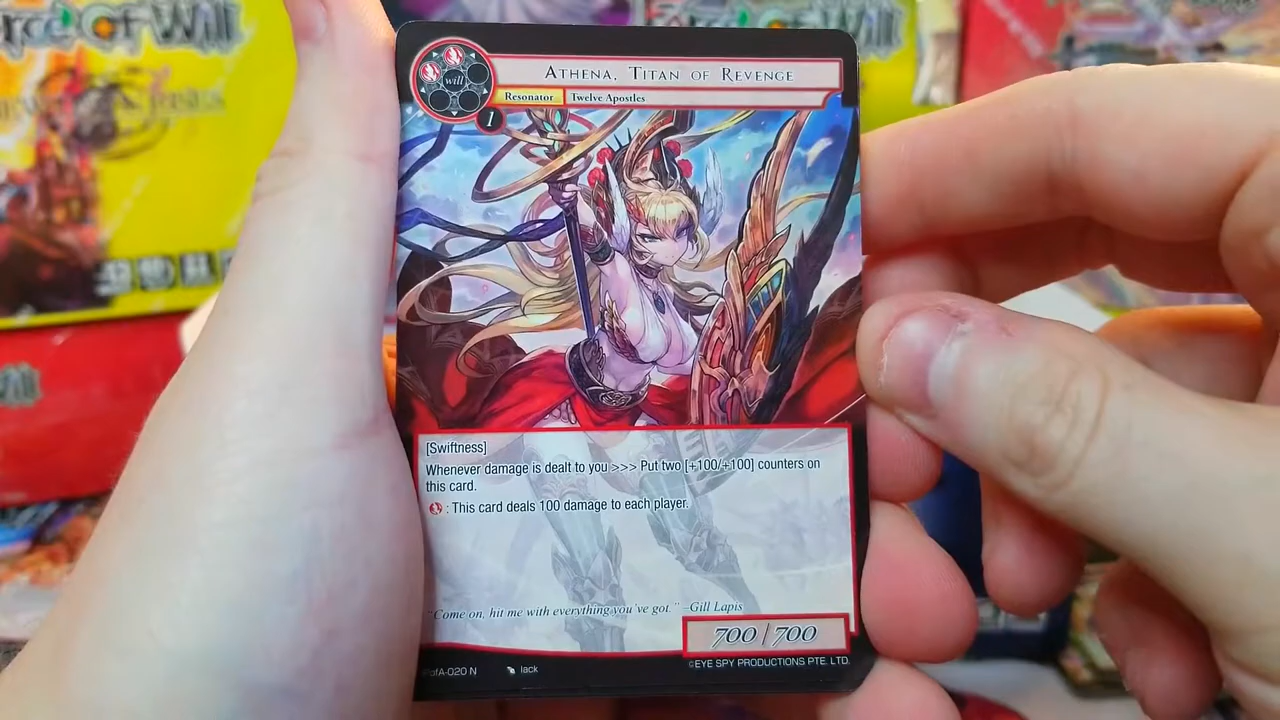 Force Of Will
will
ATHENA, TITAN OF REVENGE
Resonator
Twelve Apostles
1
[Swiftness]
Whenever damage is dealt to you >>> Put two [+100/+100] counters on
this card.
: This card deals 100 damage to each player.
"Come on, hit me with everything you've got." –Gill Lapis
700 / 700
A-020 N
lack
©EYE SPY PRODUCTIONS PTE. LTD.
Will